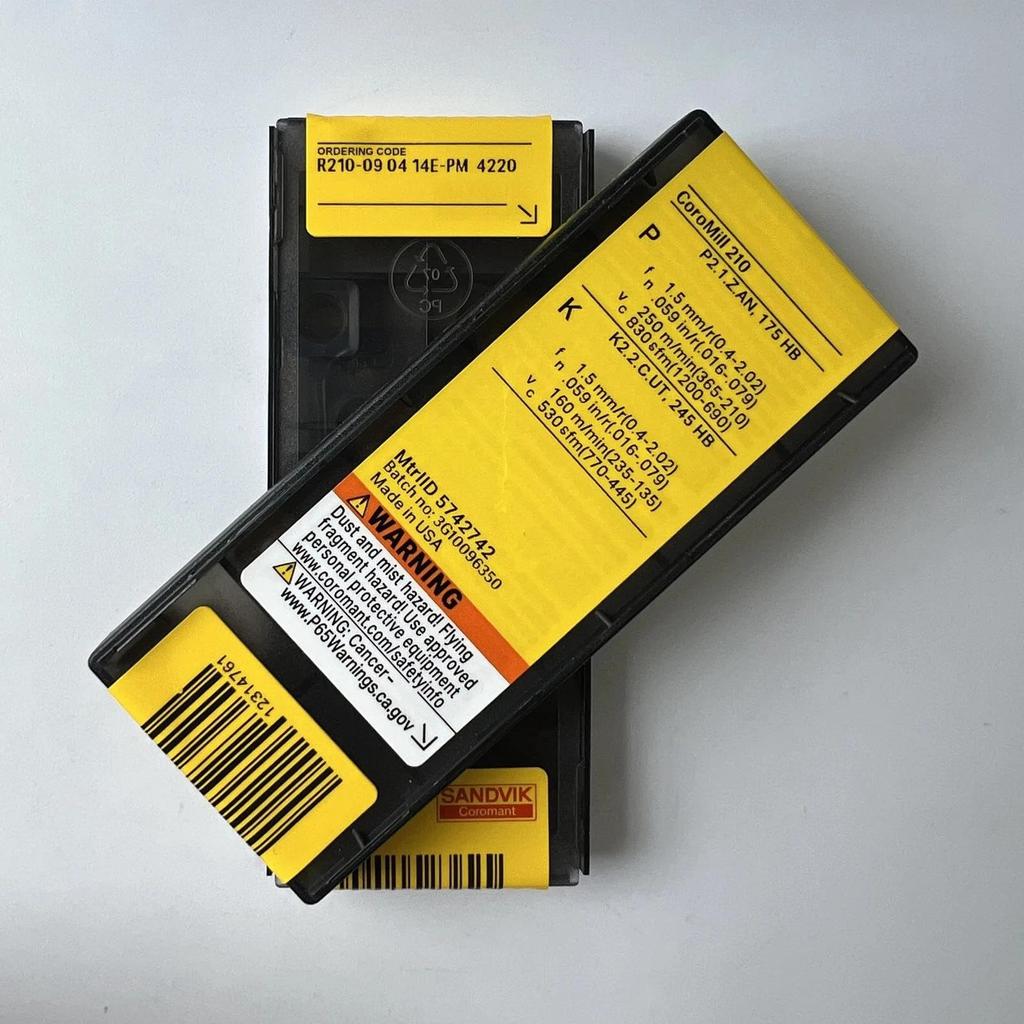 ORDERING CODE
R210-09 04 14E-PM 4220
07
PC
CoroMill 210
P P2.1.Z.AN, 175 HB
fn 1.5 mm/r(0.4-2.02)
.059 in/r(.016-.079)
vc 250 m/min(365-210)
830 sfm(1200-690)
K K2.2.C.UT, 245 HB
fn 1.5 mm/r(0.4-2.02)
.059 in/r(.016-.079)
vc 160 m/min(235-135)
530 sfm(770-445)
MtrlID 5742742
Batch no: 3G10096350
Made in USA
WARNING
Dust and mist hazard! Flying
fragment hazard! Use approved
personal protective equipment
www.coromant.com/safetyinfo
WARNING: Cancer-
www.P65Warnings.ca.gov
12314761
SANDVIK
Coromant